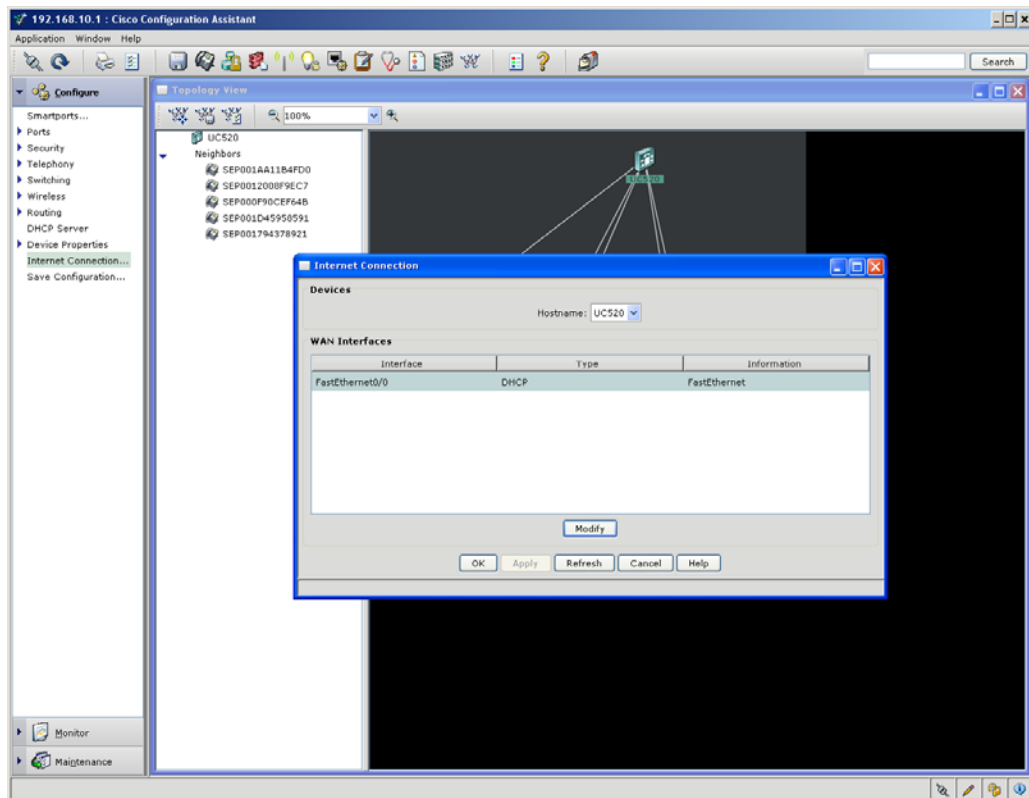 192.168.10.1 : Cisco Configuration Assistant
Application Window Help
Search
Configure
Smartports...
Ports
Security
Telephony
Switching
Wireless
Routing
DHCP Server
Device Properties
Internet Connection...
Save Configuration...
Monitor
Maintenance
Topology View
100%
UC520
Neighbors
SEP001AA11B4FD0
SEP0012008F9EC7
SEP000F90CEF64B
SEP001D45958591
SEP001794378921
UC520
Internet Connection
Devices
Hostname: UC520
WAN Interfaces
Interface Type Information
FastEthernet0/0 DHCP FastEthernet
Modify
OK Apply Refresh Cancel Help